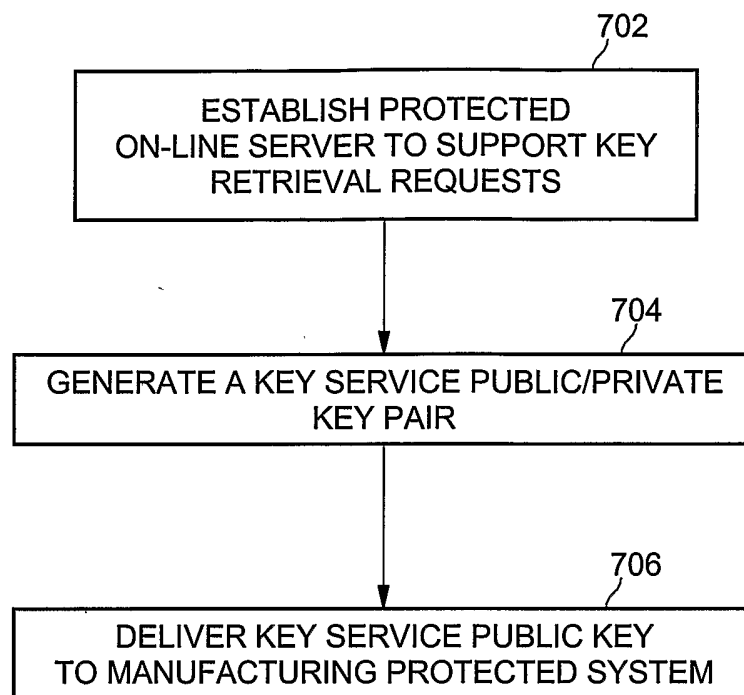 702
ESTABLISH PROTECTED
ON-LINE SERVER TO SUPPORT KEY
RETRIEVAL REQUESTS
704
GENERATE A KEY SERVICE PUBLIC/PRIVATE
KEY PAIR
706
DELIVER KEY SERVICE PUBLIC KEY
TO MANUFACTURING PROTECTED SYSTEM